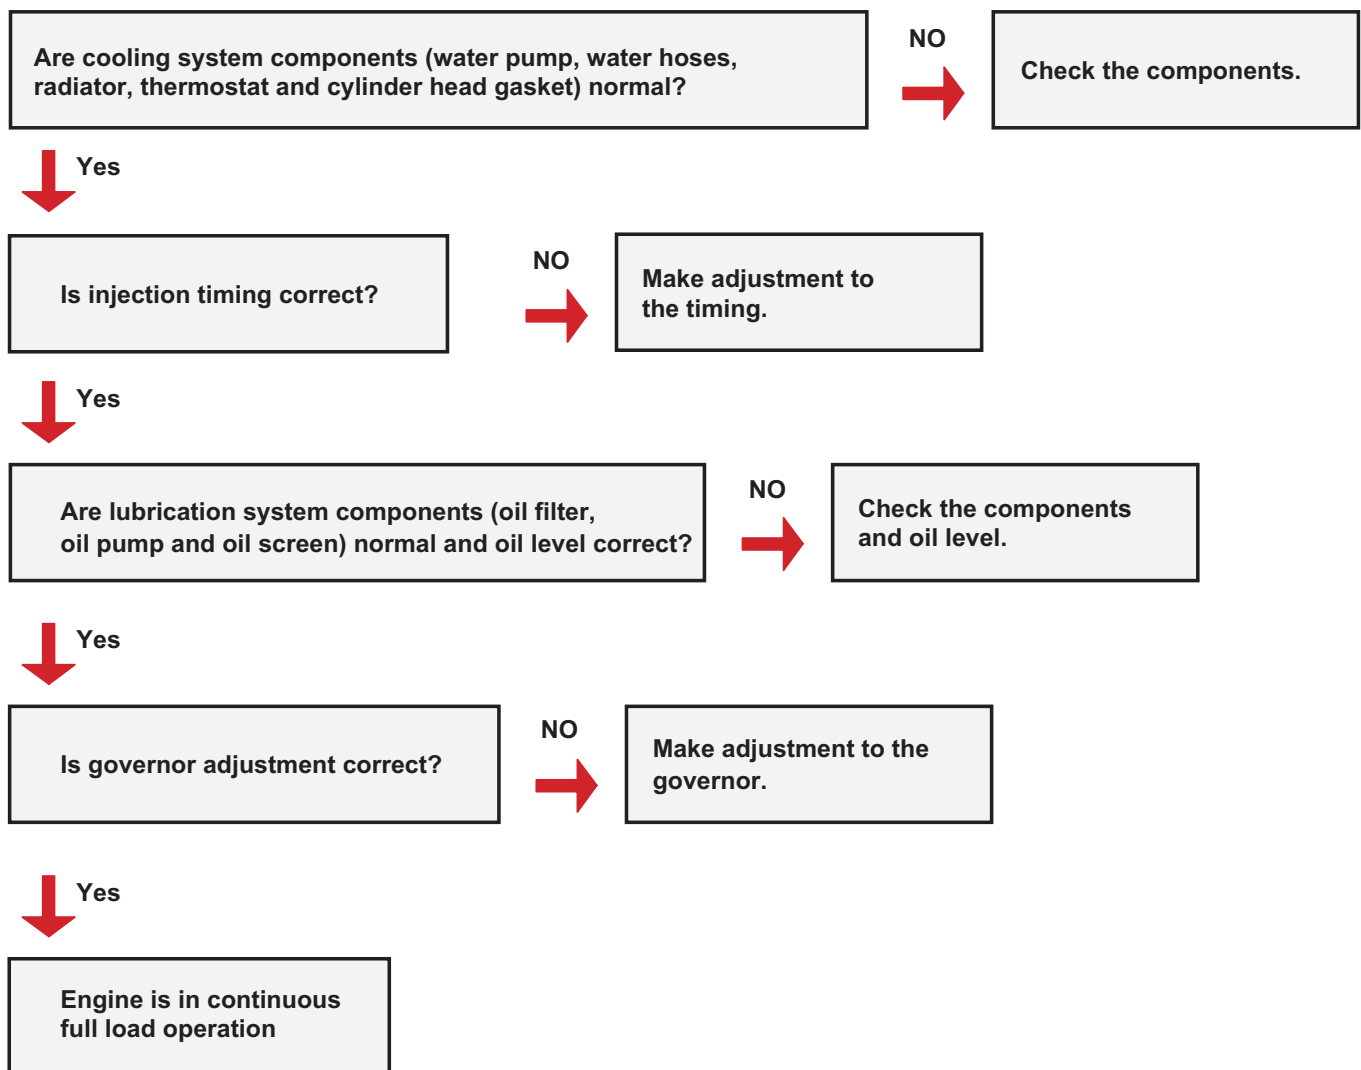 Are cooling system components (water pump, water hoses,
radiator, thermostat and cylinder head gasket) normal?
NO
Check the components.
Yes
Is injection timing correct?
NO
Make adjustment to
the timing.
Yes
Are lubrication system components (oil filter,
oil pump and oil screen) normal and oil level correct?
NO
Check the components
and oil level.
Yes
Is governor adjustment correct?
NO
Make adjustment to the
governor.
Yes
Engine is in continuous
full load operation